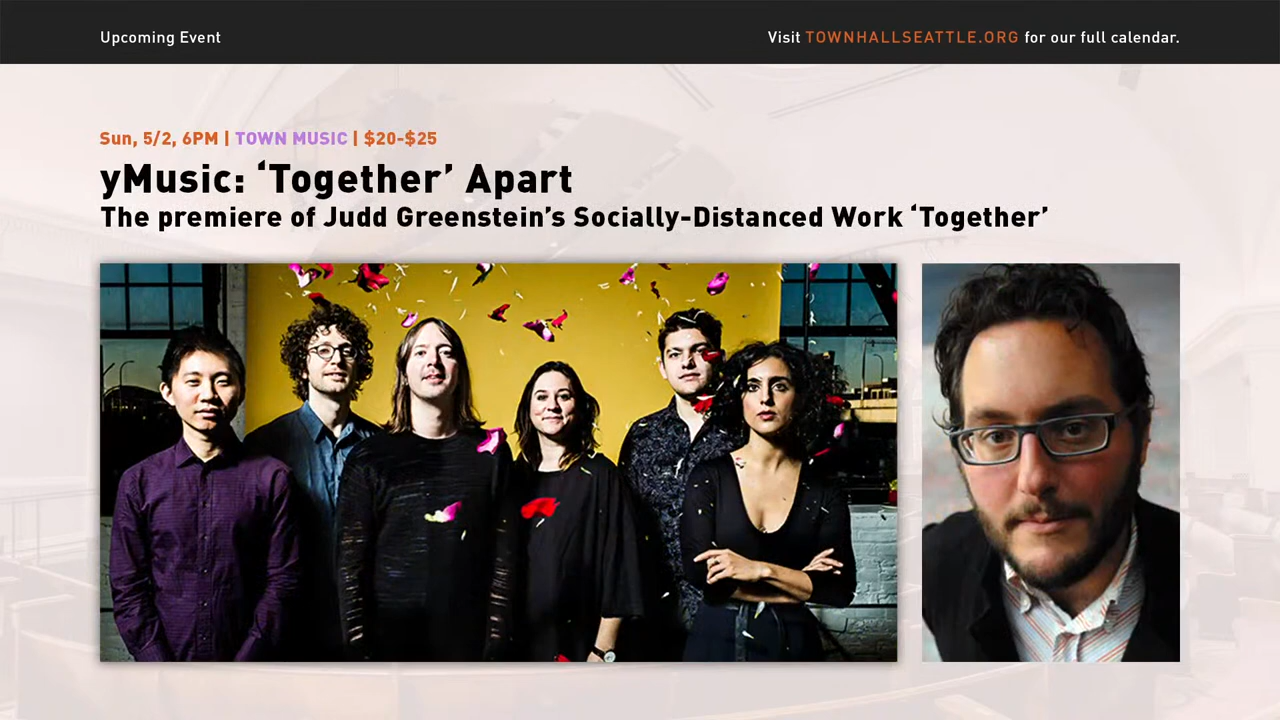 Upcoming Event
Visit TOWNHALLSEATTLE.ORG for our full calendar.
Sun, 5/2, 6PM | TOWN MUSIC | $20-$25
yMusic: ‘Together’ Apart
The premiere of Judd Greenstein’s Socially-Distanced Work ‘Together’